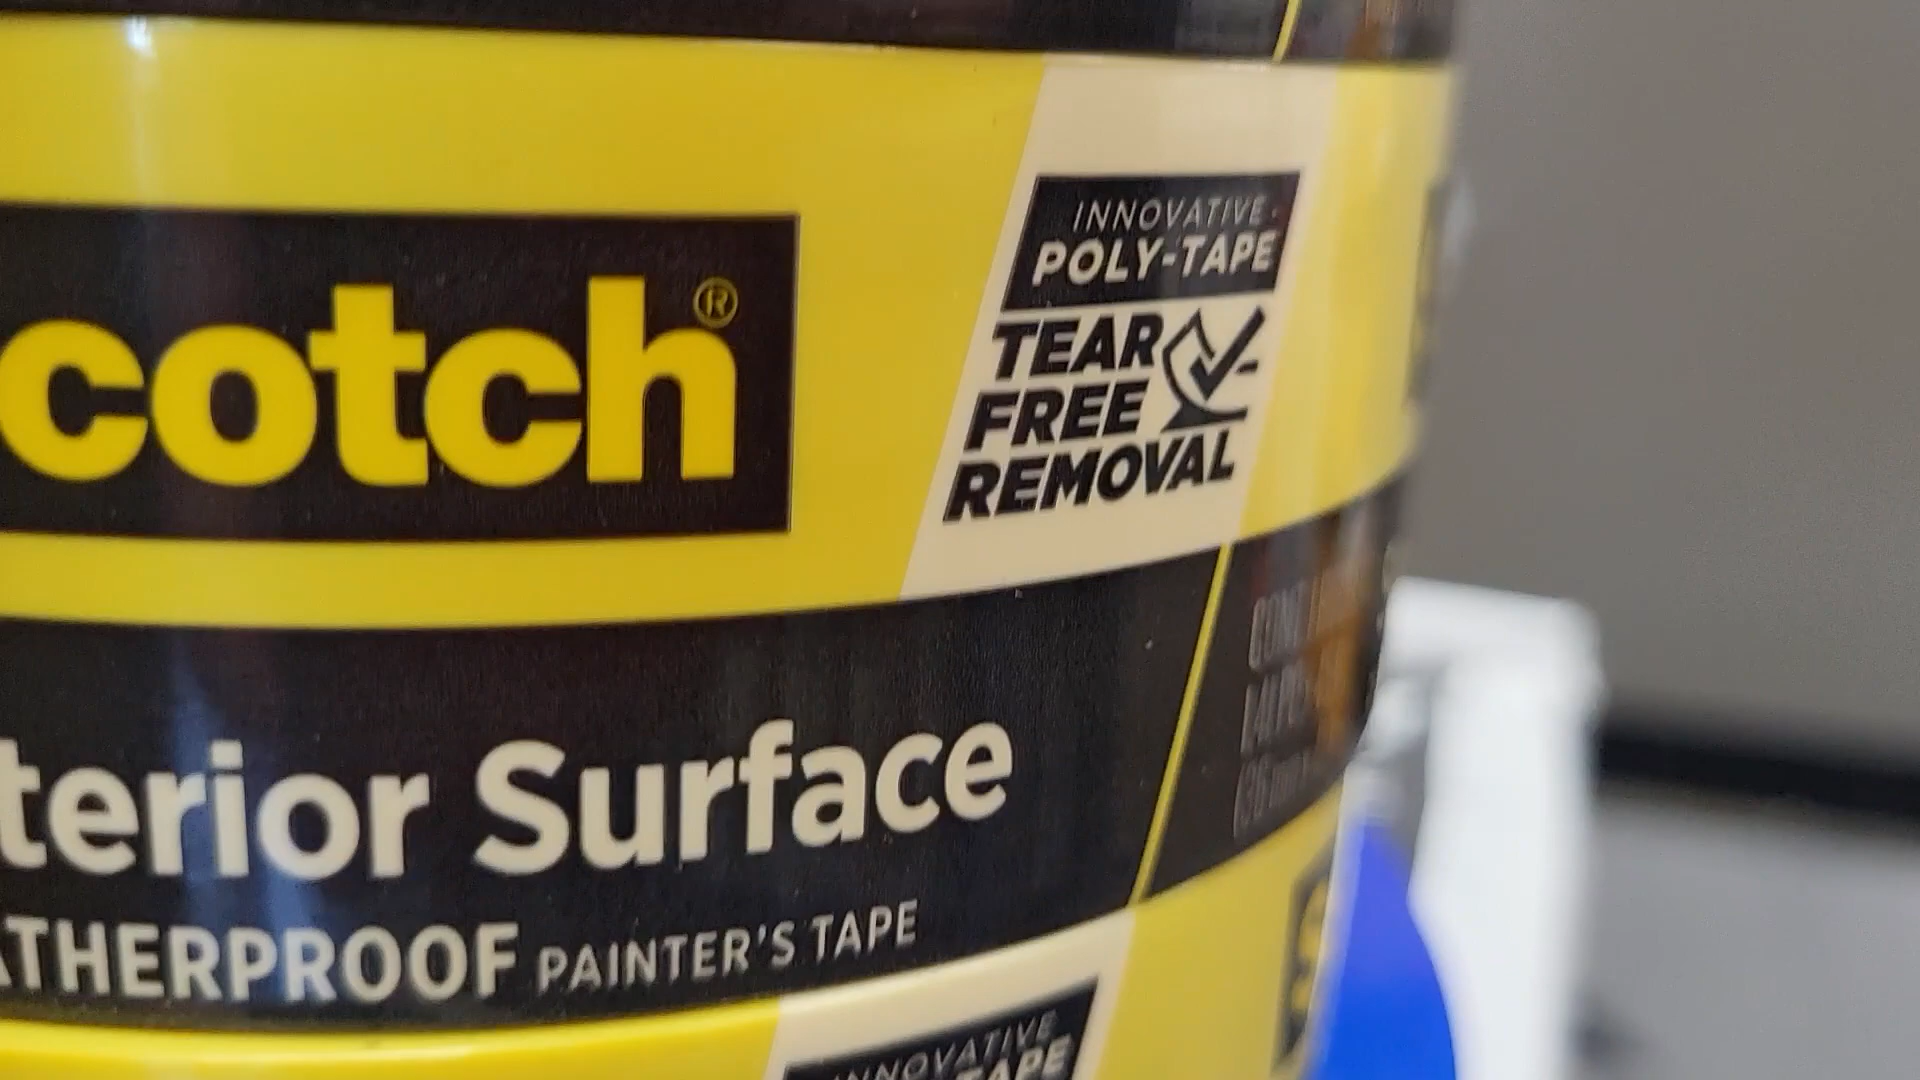 cotch®
INNOVATIVE
POLY-TAPE
TEAR
FREE
REMOVAL
terior Surface
ATHERPROOF PAINTER'S TAPE
INNOVATIVE
TAPE